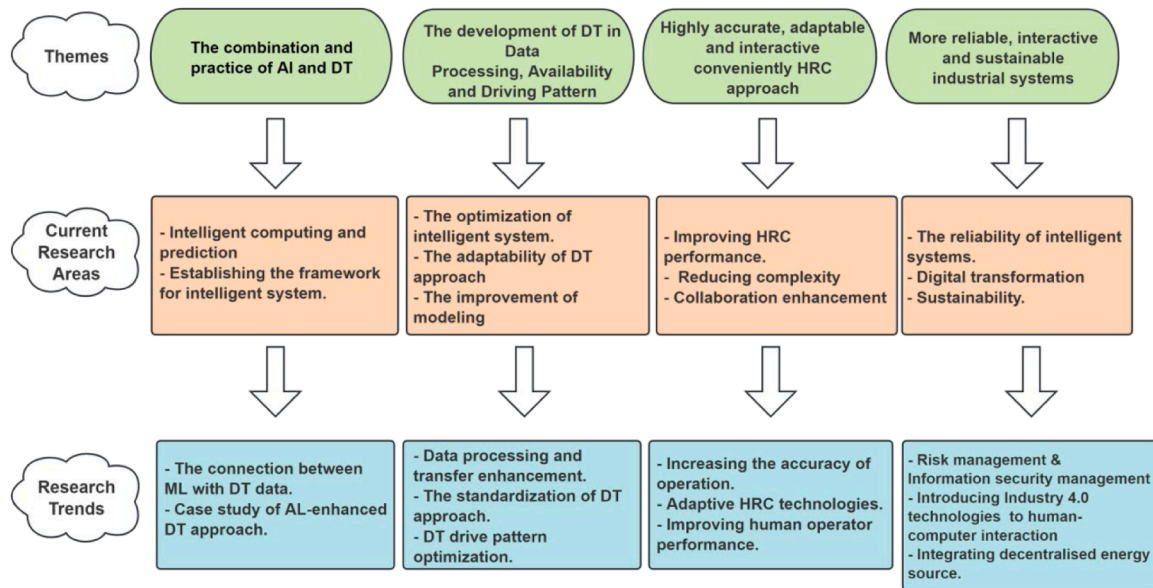 Themes
The combination and
practice of AI and DT
The development of DT in
Data
Processing, Availability
and Driving Pattern
Highly accurate, adaptable
and interactive
conveniently HRC
approach
More reliable, interactive
and sustainable
industrial systems
Current
Research
Areas
- Intelligent computing and
prediction
- Establishing the framework
for intelligent system.
- The optimization of
intelligent system.
- The adaptability of DT
approach
- The improvement of
modeling
- Improving HRC
performance.
- Reducing complexity
- Collaboration enhancement
- The reliability of intelligent
systems.
- Digital transformation
- Sustainability.
Research
Trends
- The connection between
ML with DT data.
- Case study of AL-enhanced
DT approach.
- Data processing and
transfer enhancement.
- The standardization of DT
approach.
- DT drive pattern
optimization.
- Increasing the accuracy of
operation.
- Adaptive HRC technologies.
- Improving human operator
performance.
- Risk management &
Information security management
- Introducing Industry 4.0
technologies to human-
computer interaction
- Integrating decentralised energy
source.